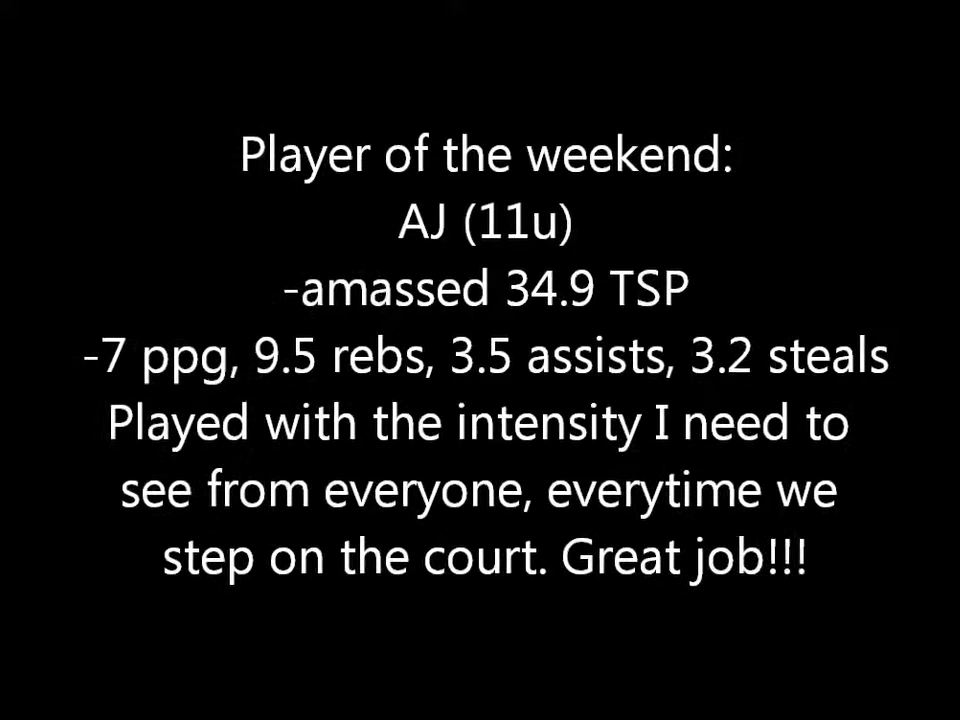 Player of the weekend:
AJ (11u)
-amassed 34.9 TSP
-7 ppg, 9.5 rebs, 3.5 assists, 3.2 steals
Played with the intensity I need to
see from everyone, everytime we
step on the court. Great job!!!